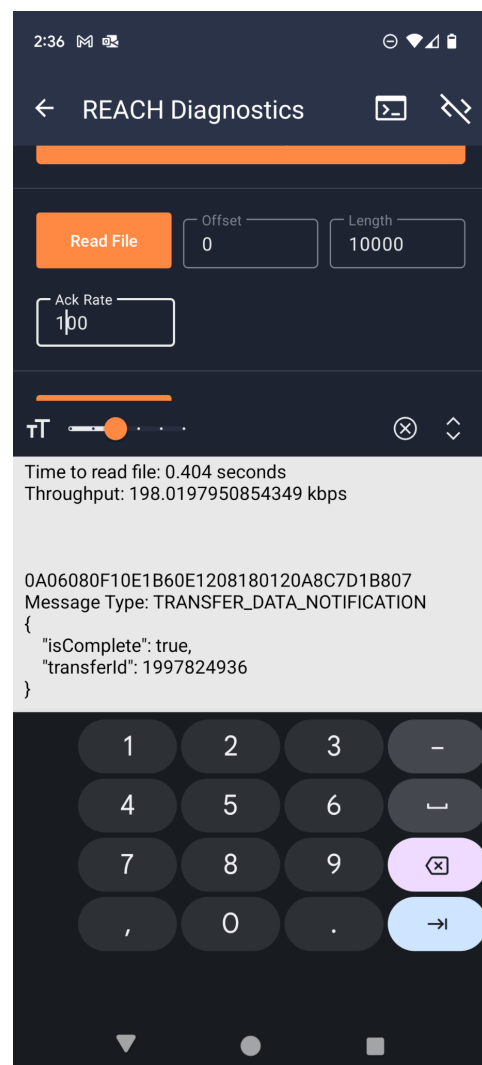 2:36
REACH Diagnostics
Read File
Offset
0
Length
10000
Ack Rate
100
Time to read file: 0.404 seconds
Throughput: 198.0197950854349 kbps
0A06080F10E1B60E1208180120A8C7D1B807
Message Type: TRANSFER_DATA_NOTIFICATION
{
"isComplete": true,
"transferId": 1997824936
}
1 2 3 –
4 5 6
7 8 9
, 0 .